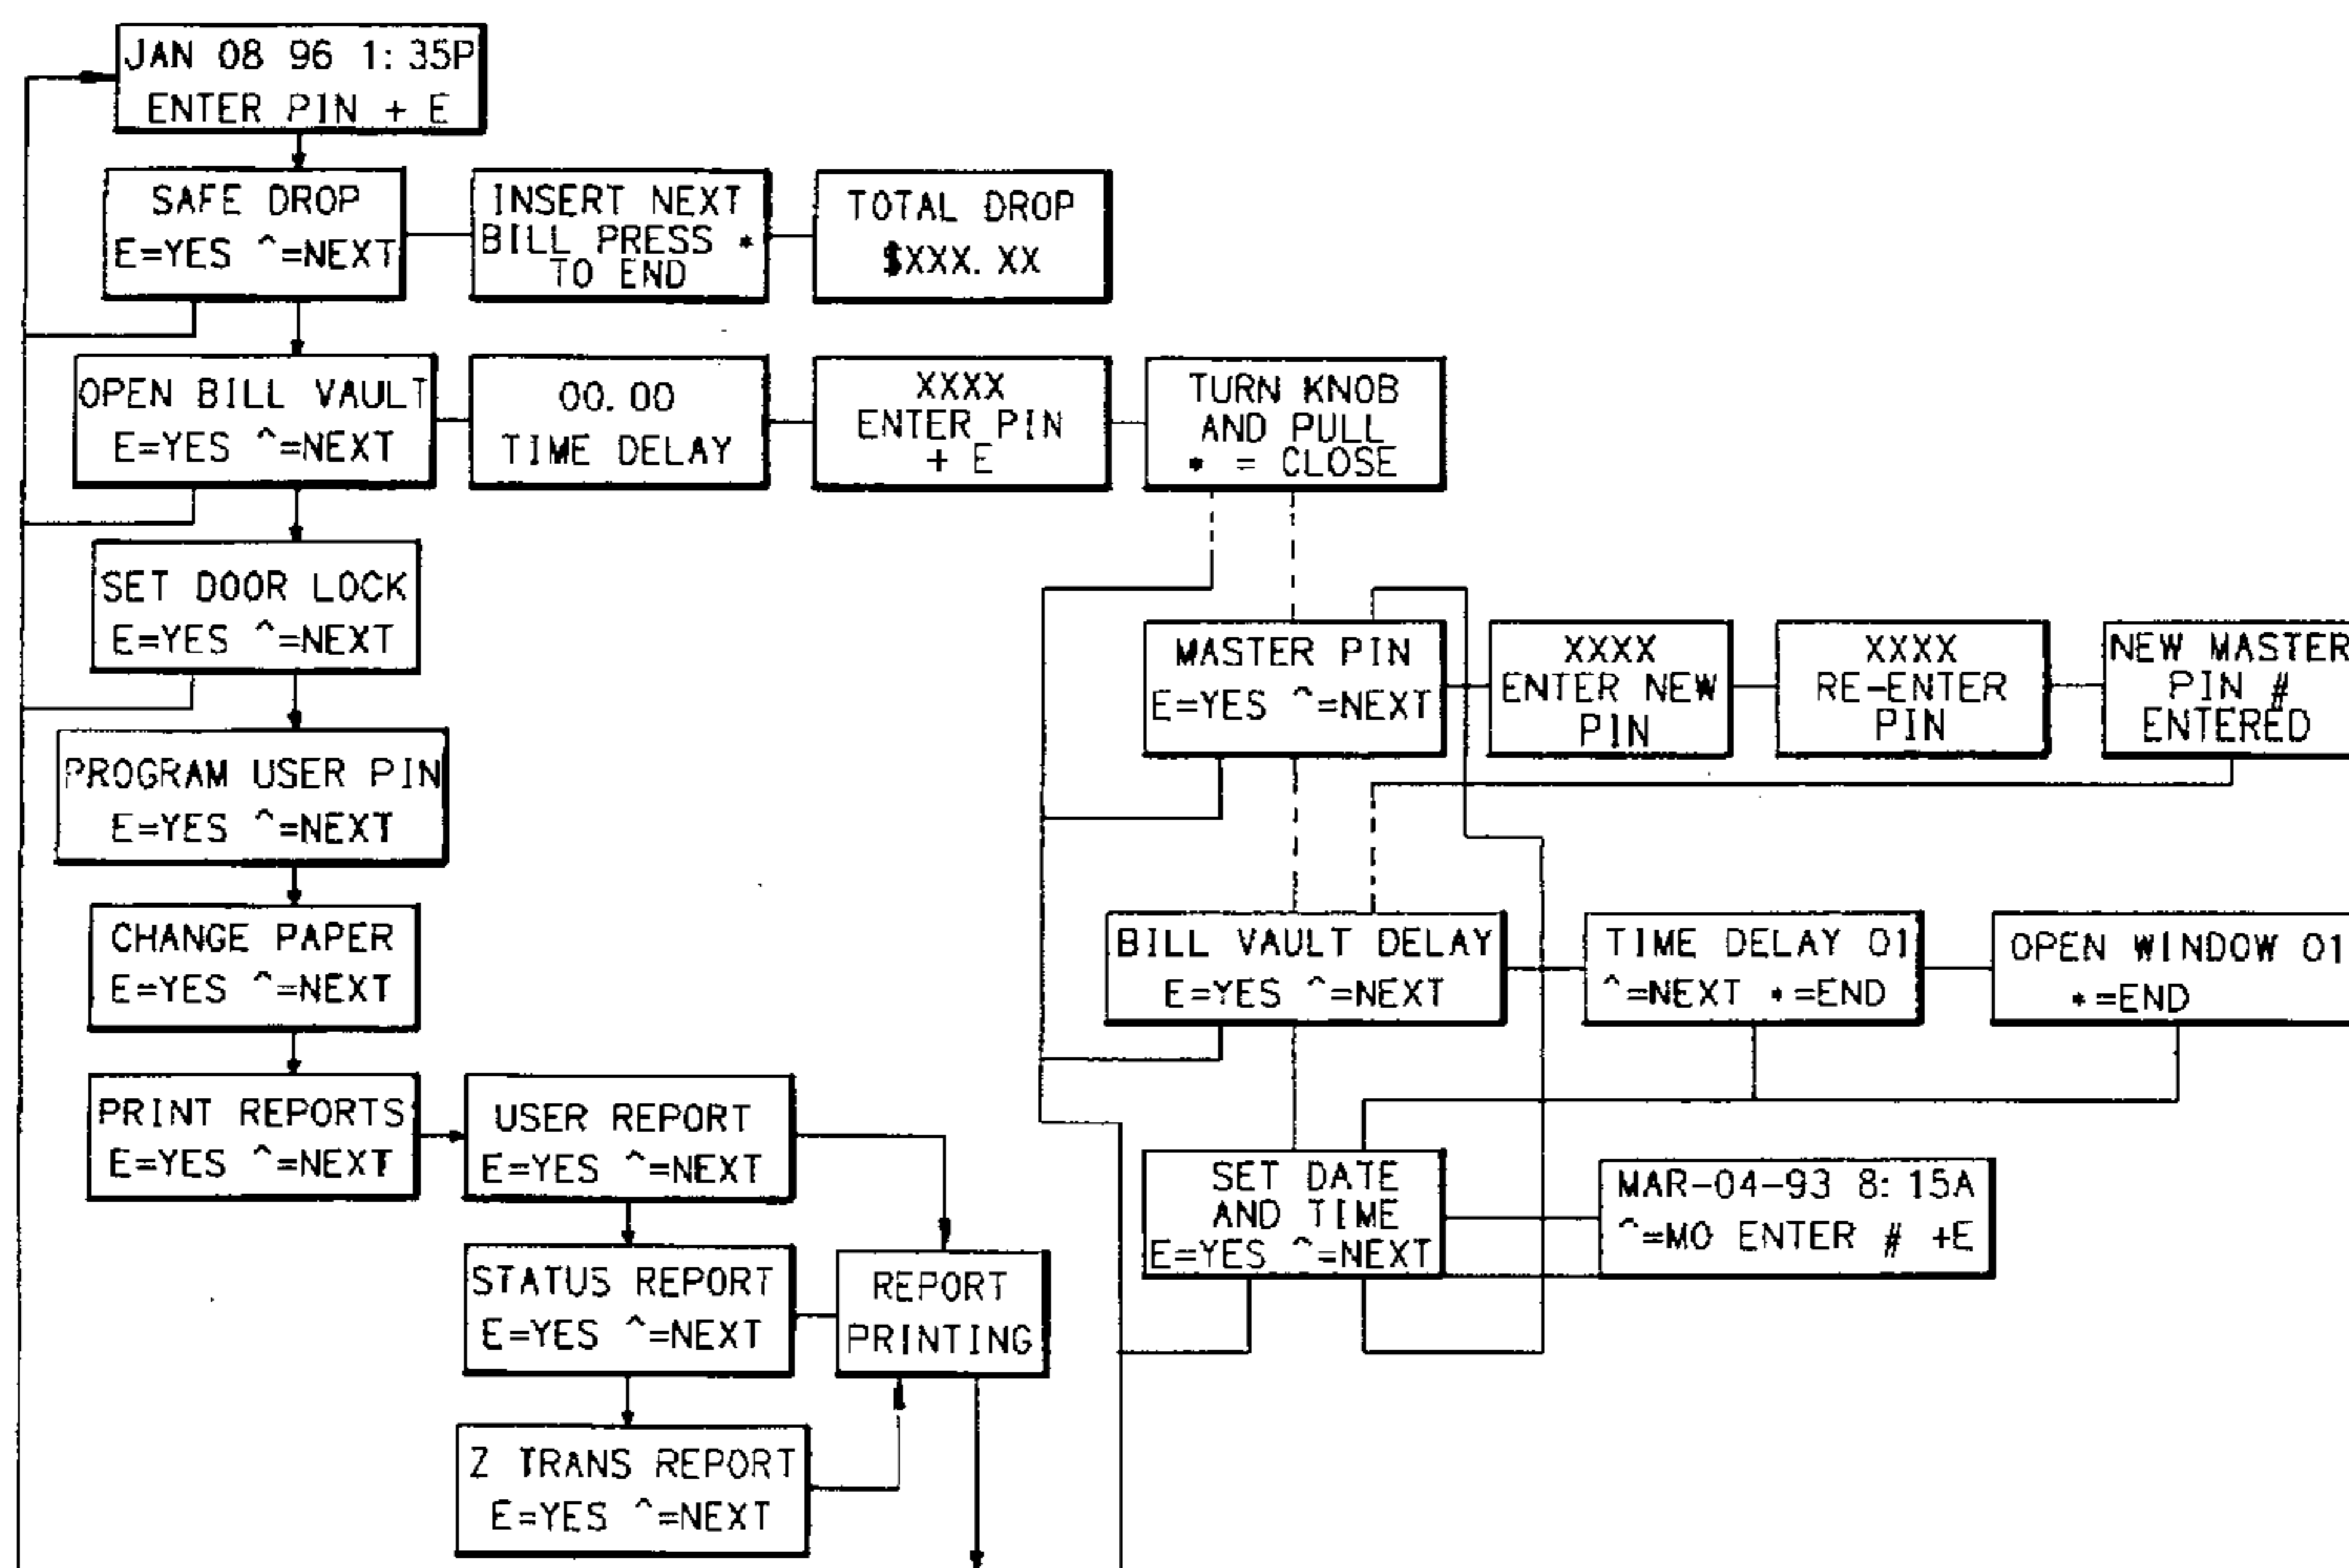 JAN 08 96 1:35P
ENTER PIN + E
SAFE DROP
E=YES ^=NEXT
INSERT NEXT
BILL PRESS *
TO END
TOTAL DROP
$XXX.XX
OPEN BILL VAULT
E=YES ^=NEXT
00.00
TIME DELAY
XXXX
ENTER PIN
+ E
TURN KNOB
AND PULL
* = CLOSE
SET DOOR LOCK
E=YES ^=NEXT
MASTER PIN
E=YES ^=NEXT
XXXX
ENTER NEW
PIN
XXXX
RE-ENTER
PIN
NEW MASTER
PIN #
ENTERED
PROGRAM USER PIN
E=YES ^=NEXT
CHANGE PAPER
E=YES ^=NEXT
BILL VAULT DELAY
E=YES ^=NEXT
TIME DELAY 01
^=NEXT *=END
OPEN WINDOW 01
*=END
PRINT REPORTS
E=YES ^=NEXT
USER REPORT
E=YES ^=NEXT
SET DATE
AND TIME
E=YES ^=NEXT
MAR-04-93 8:15A
^=MO ENTER # +E
STATUS REPORT
E=YES ^=NEXT
REPORT
PRINTING
Z TRANS REPORT
E=YES ^=NEXT